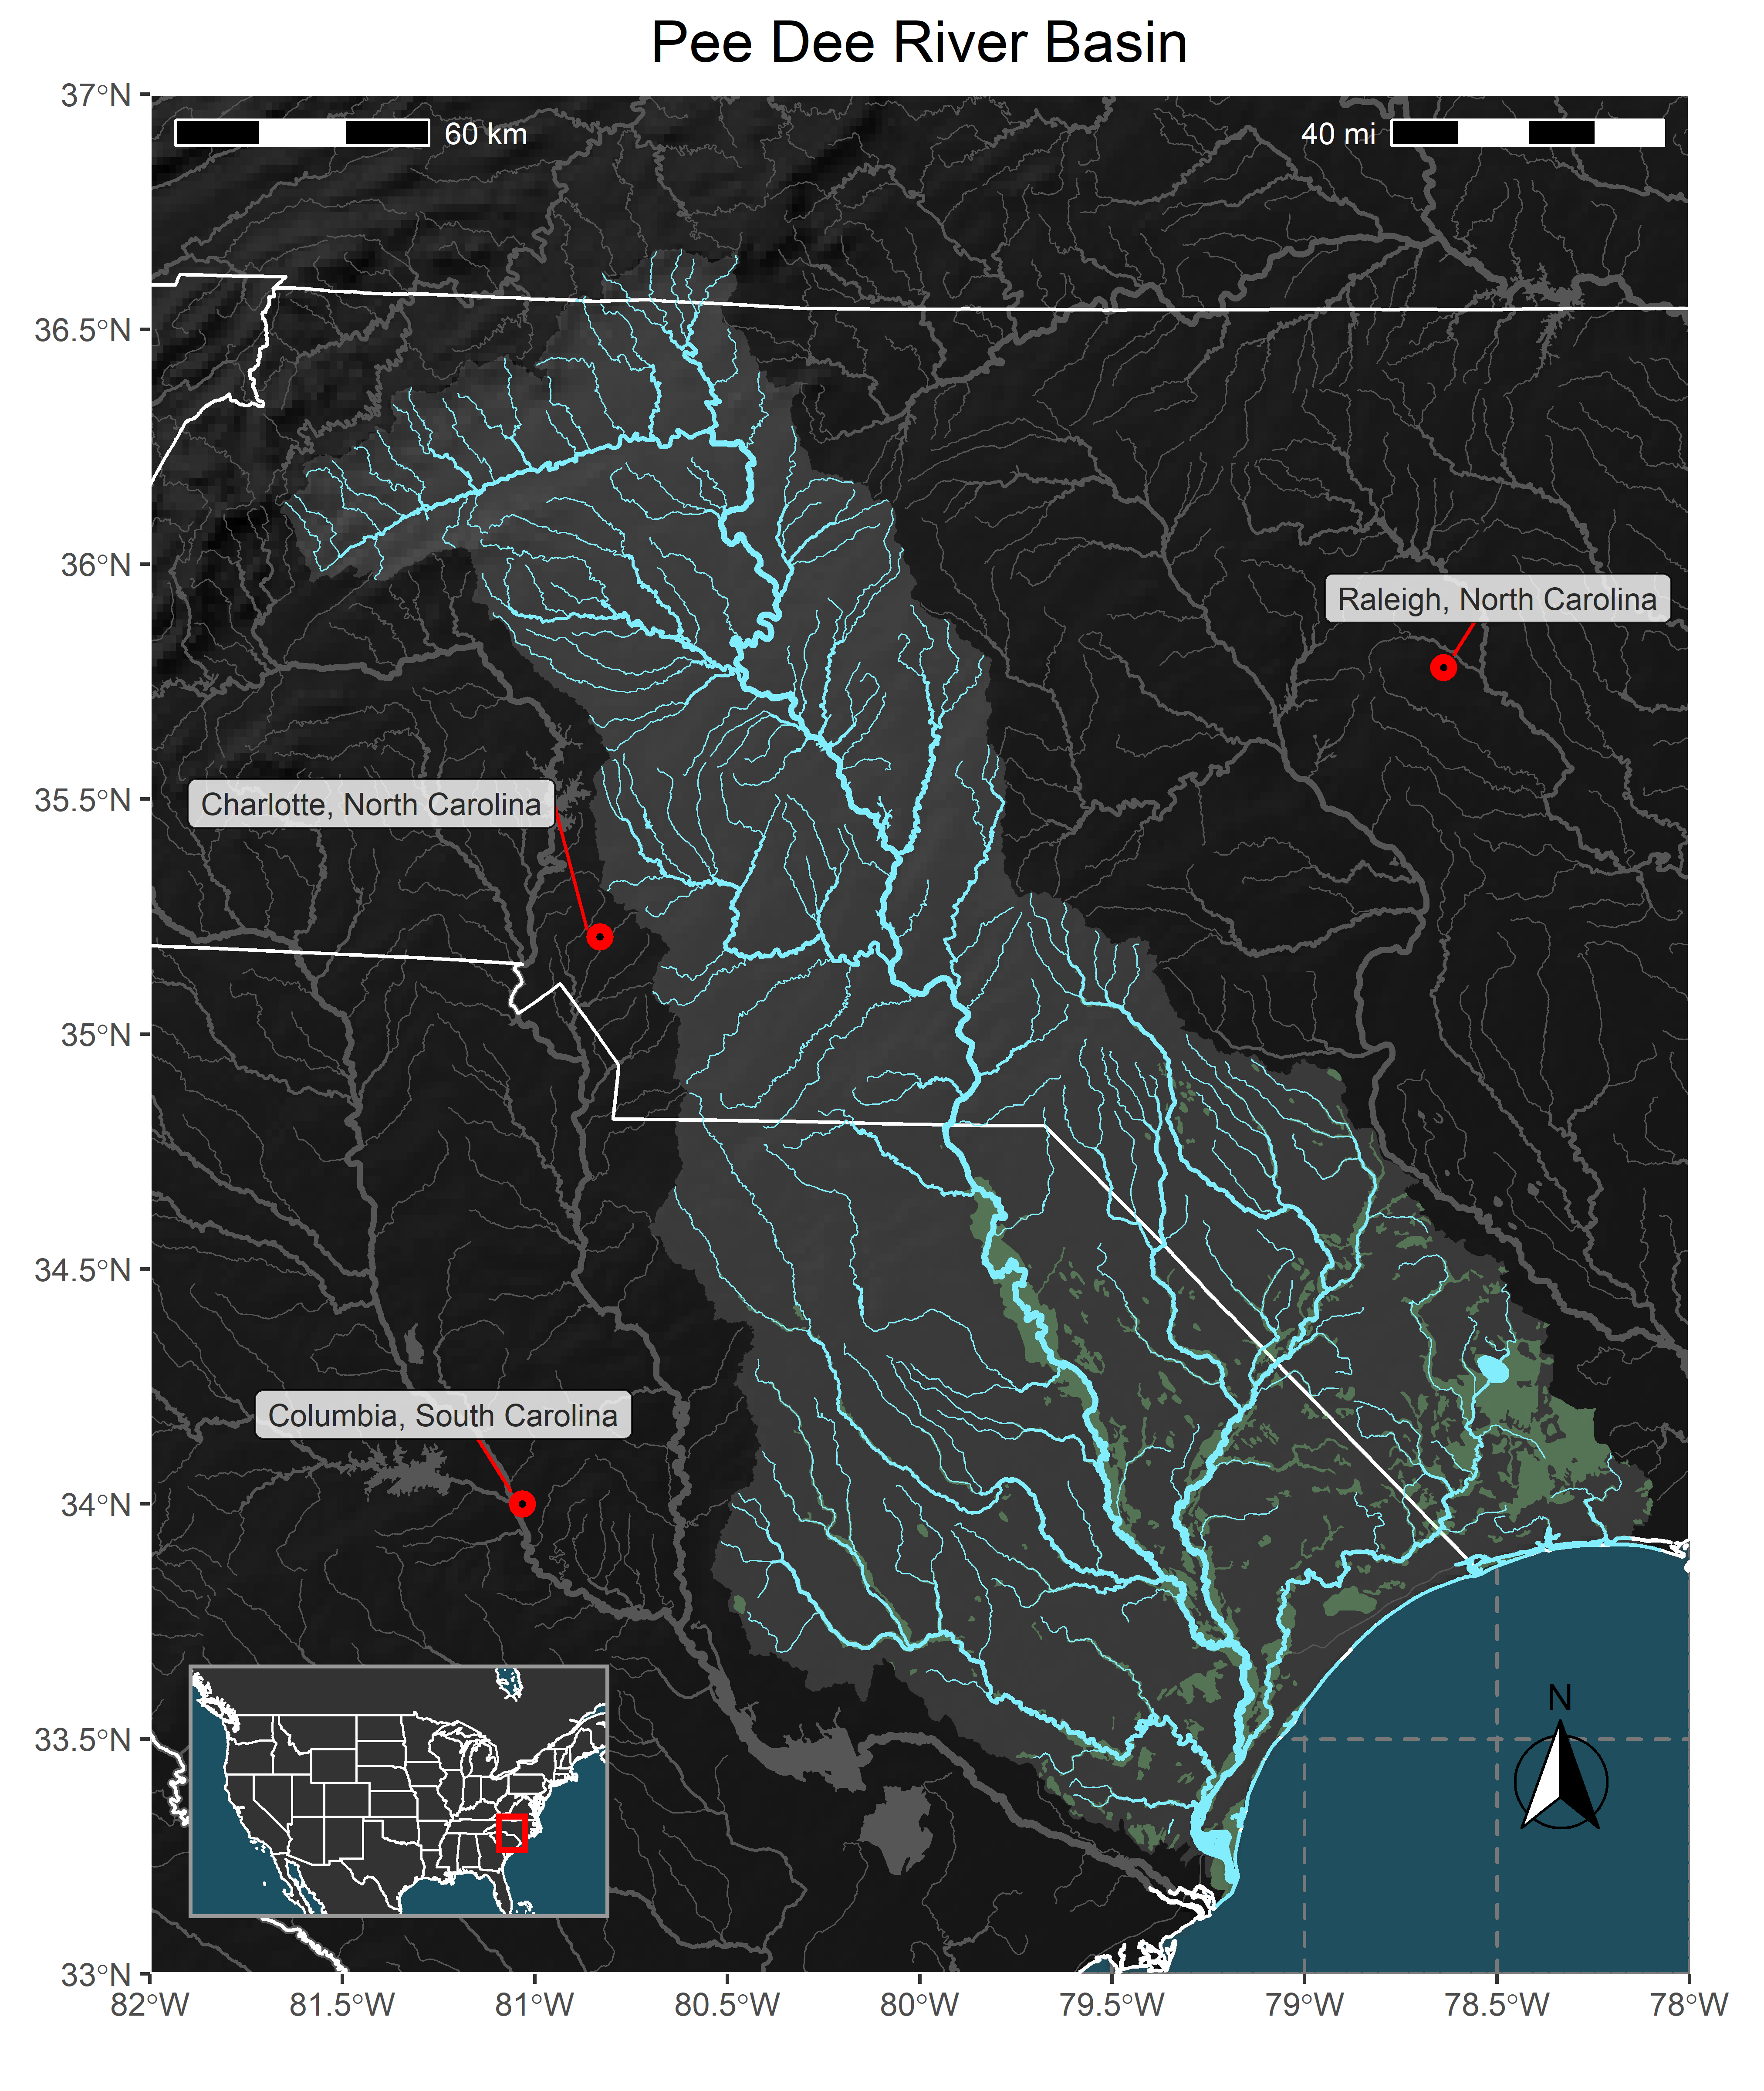 Pee Dee River Basin
37°N
36.5°N
36°N
35.5°N
35°N
34.5°N
34°N
33.5°N
33°N
60 km
40 mi
Raleigh, North Carolina
Charlotte, North Carolina
Columbia, South Carolina
N
82°W
81.5°W
81°W
80.5°W
80°W
79.5°W
79°W
78.5°W
78°W